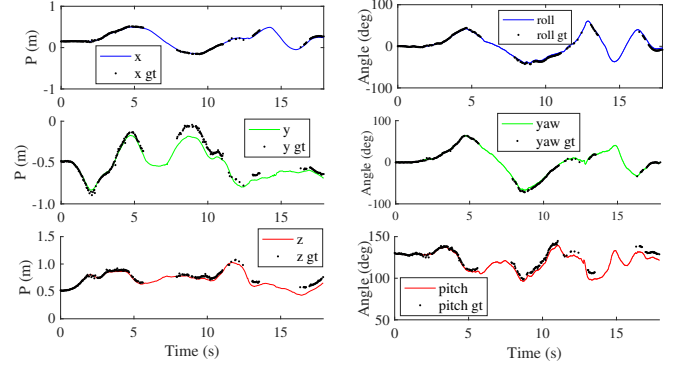 1
P (m)
0
1
0 5 10 15
x
x gt
0
P (m)
-0.5
-1.0
0 5 10 15
y
y gt
1.5
P (m)
1.0
0.5
0
0 5 10 15
z
z gt
Time (s)
100
Angle (deg)
0
-100
0 5 10 15
roll
roll gt
100
Angle (deg)
0
-100
0 5 10 15
yaw
yaw gt
150
Angle (deg)
100
50
0 5 10 15
pitch
pitch gt
Time (s)